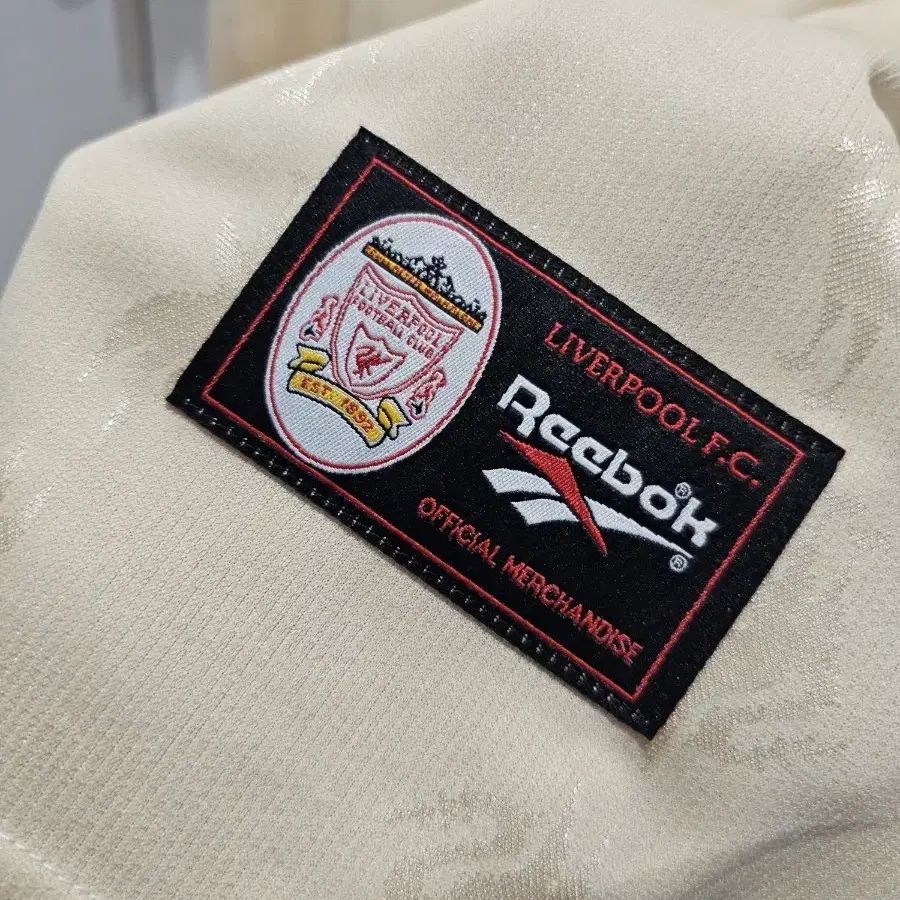 LIVERPOOL
FOOTBALL CLUB
EST. 1892
LIVERPOOL F.C.
Reebok®
®
OFFICIAL MERCHANDISE